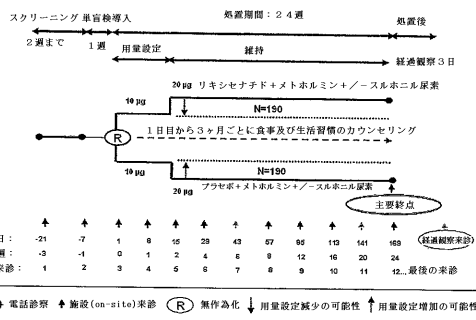 スクリーニング 単盲検導入 処置期間：２４週 処置後
２週まで １週 用量設定 維持 経過観察３日
20 μg リキシセナチド＋メトホルミン＋／－スルホニル尿素
10 μg
N=190
R １日目から３ヶ月ごとに食事及び生活習慣のカウンセリング
N=190
10 μg
20 μg プラセボ＋メトホルミン＋／－スルホニル尿素
主要終点
日： -21 -7 1 8 15 29 43 57 85 113 141 169 経過観察来診
週： -3 -1 0 1 2 4 6 8 12 16 20 24
来診： 1 2 3 4 5 6 7 8 9 10 11 12... 最後の来診
電話診察 施設(on-site)来診 R 無作為化 用量設定減少の可能性 用量設定増加の可能性